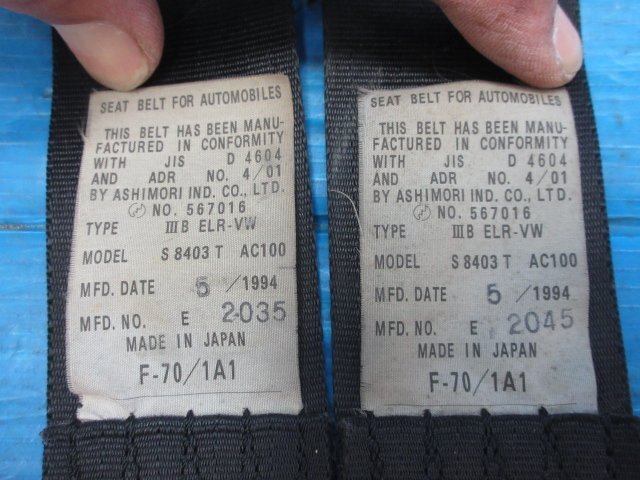 SEAT BELT FOR AUTOMOBILES
THIS BELT HAS BEEN MANU-
FACTURED IN CONFORMITY
WITH JIS D 4604
AND ADR NO. 4/01
BY ASHIMORI IND. CO., LTD.
NO. 567016
TYPE ⅢB ELR-VW
MODEL S 8403 T AC100
MFD. DATE 5 / 1994
MFD. NO. E 2035
MADE IN JAPAN
F-70/1A1
SEAT BELT FOR AUTOMOBILES
THIS BELT HAS BEEN MANU-
FACTURED IN CONFORMITY
WITH JIS D 4604
AND ADR NO. 4/01
BY ASHIMORI IND. CO., LTD.
NO. 567016
TYPE ⅢB ELR-VW
MODEL S 8403 T AC100
MFD. DATE 5 / 1994
MFD. NO. E 2045
MADE IN JAPAN
F-70/1A1